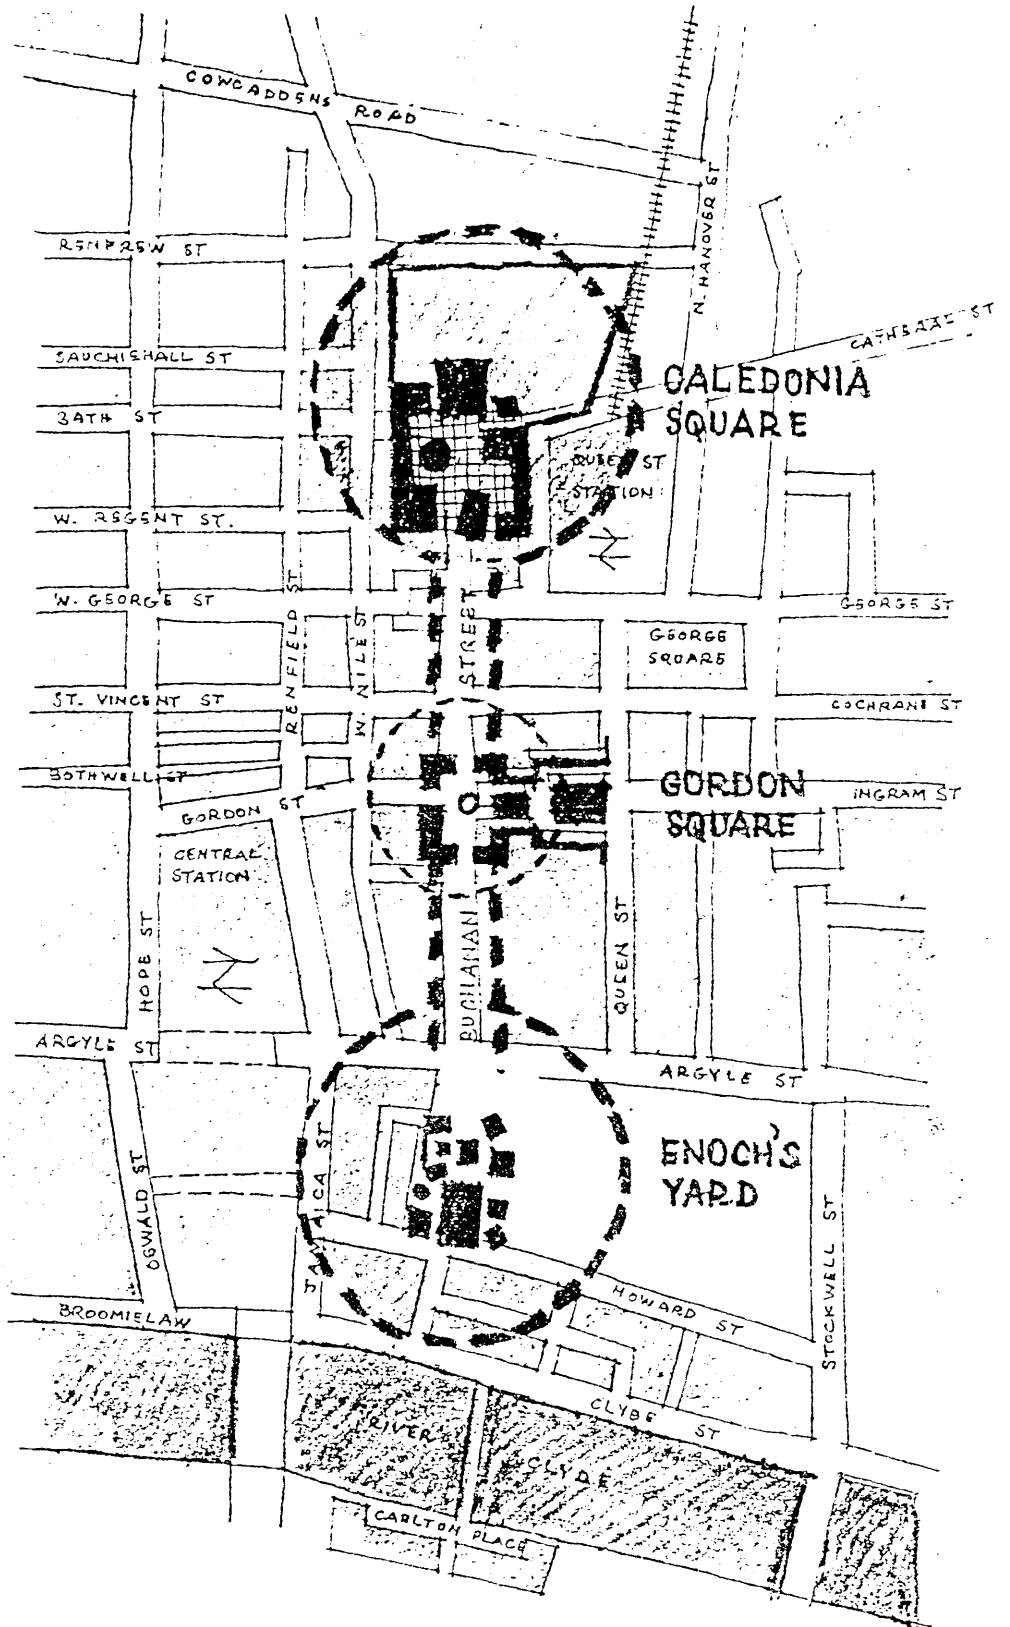 COWCADDENS ROAD
RENFREW ST
N. HANOVER ST
CATHEDRAL ST
SAUCHIEHALL ST
CALEDONIA
SQUARE
BATH ST
QUEEN ST
STATION
W. REGENT ST.
W. GEORGE ST
GEORGE ST
RENFIELD ST
W. NILE ST
STREET
GEORGE
SQUARE
ST. VINCENT ST
COCHRANE ST
BOTHWELL ST
GORDON
SQUARE
INGRAM ST
GORDON ST
CENTRAL
STATION
HOPE ST
BUCHANAN
QUEEN ST
ARGYLE ST
ARGYLE ST
ENOCH'S
YARD
OGWALD ST
JAMAICA ST
STOCKWELL ST
HOWARD ST
BROOMIELAW
CLYDE ST
RIVER CLYDE
CARLTON PLACE